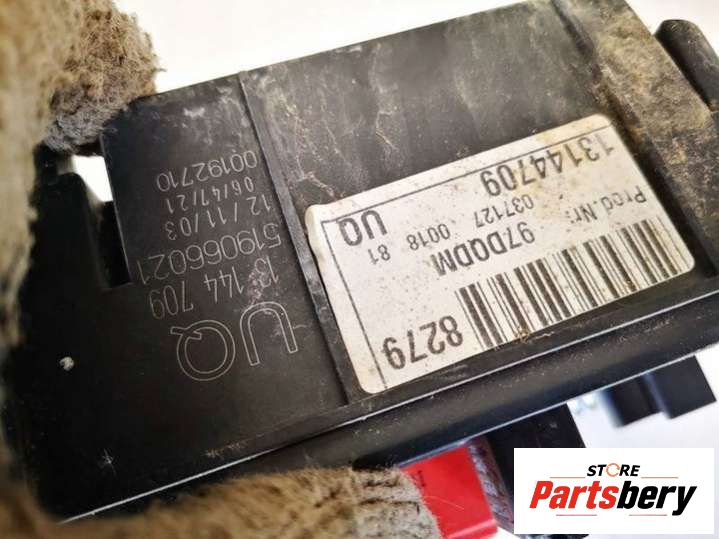 UQ
13 144 709
519066021
12/11/03
06/47/21
00192710
8279
97DQDM
Prod.Nr: 037127 0018 81
13144709 UQ
STORE
Partsbery